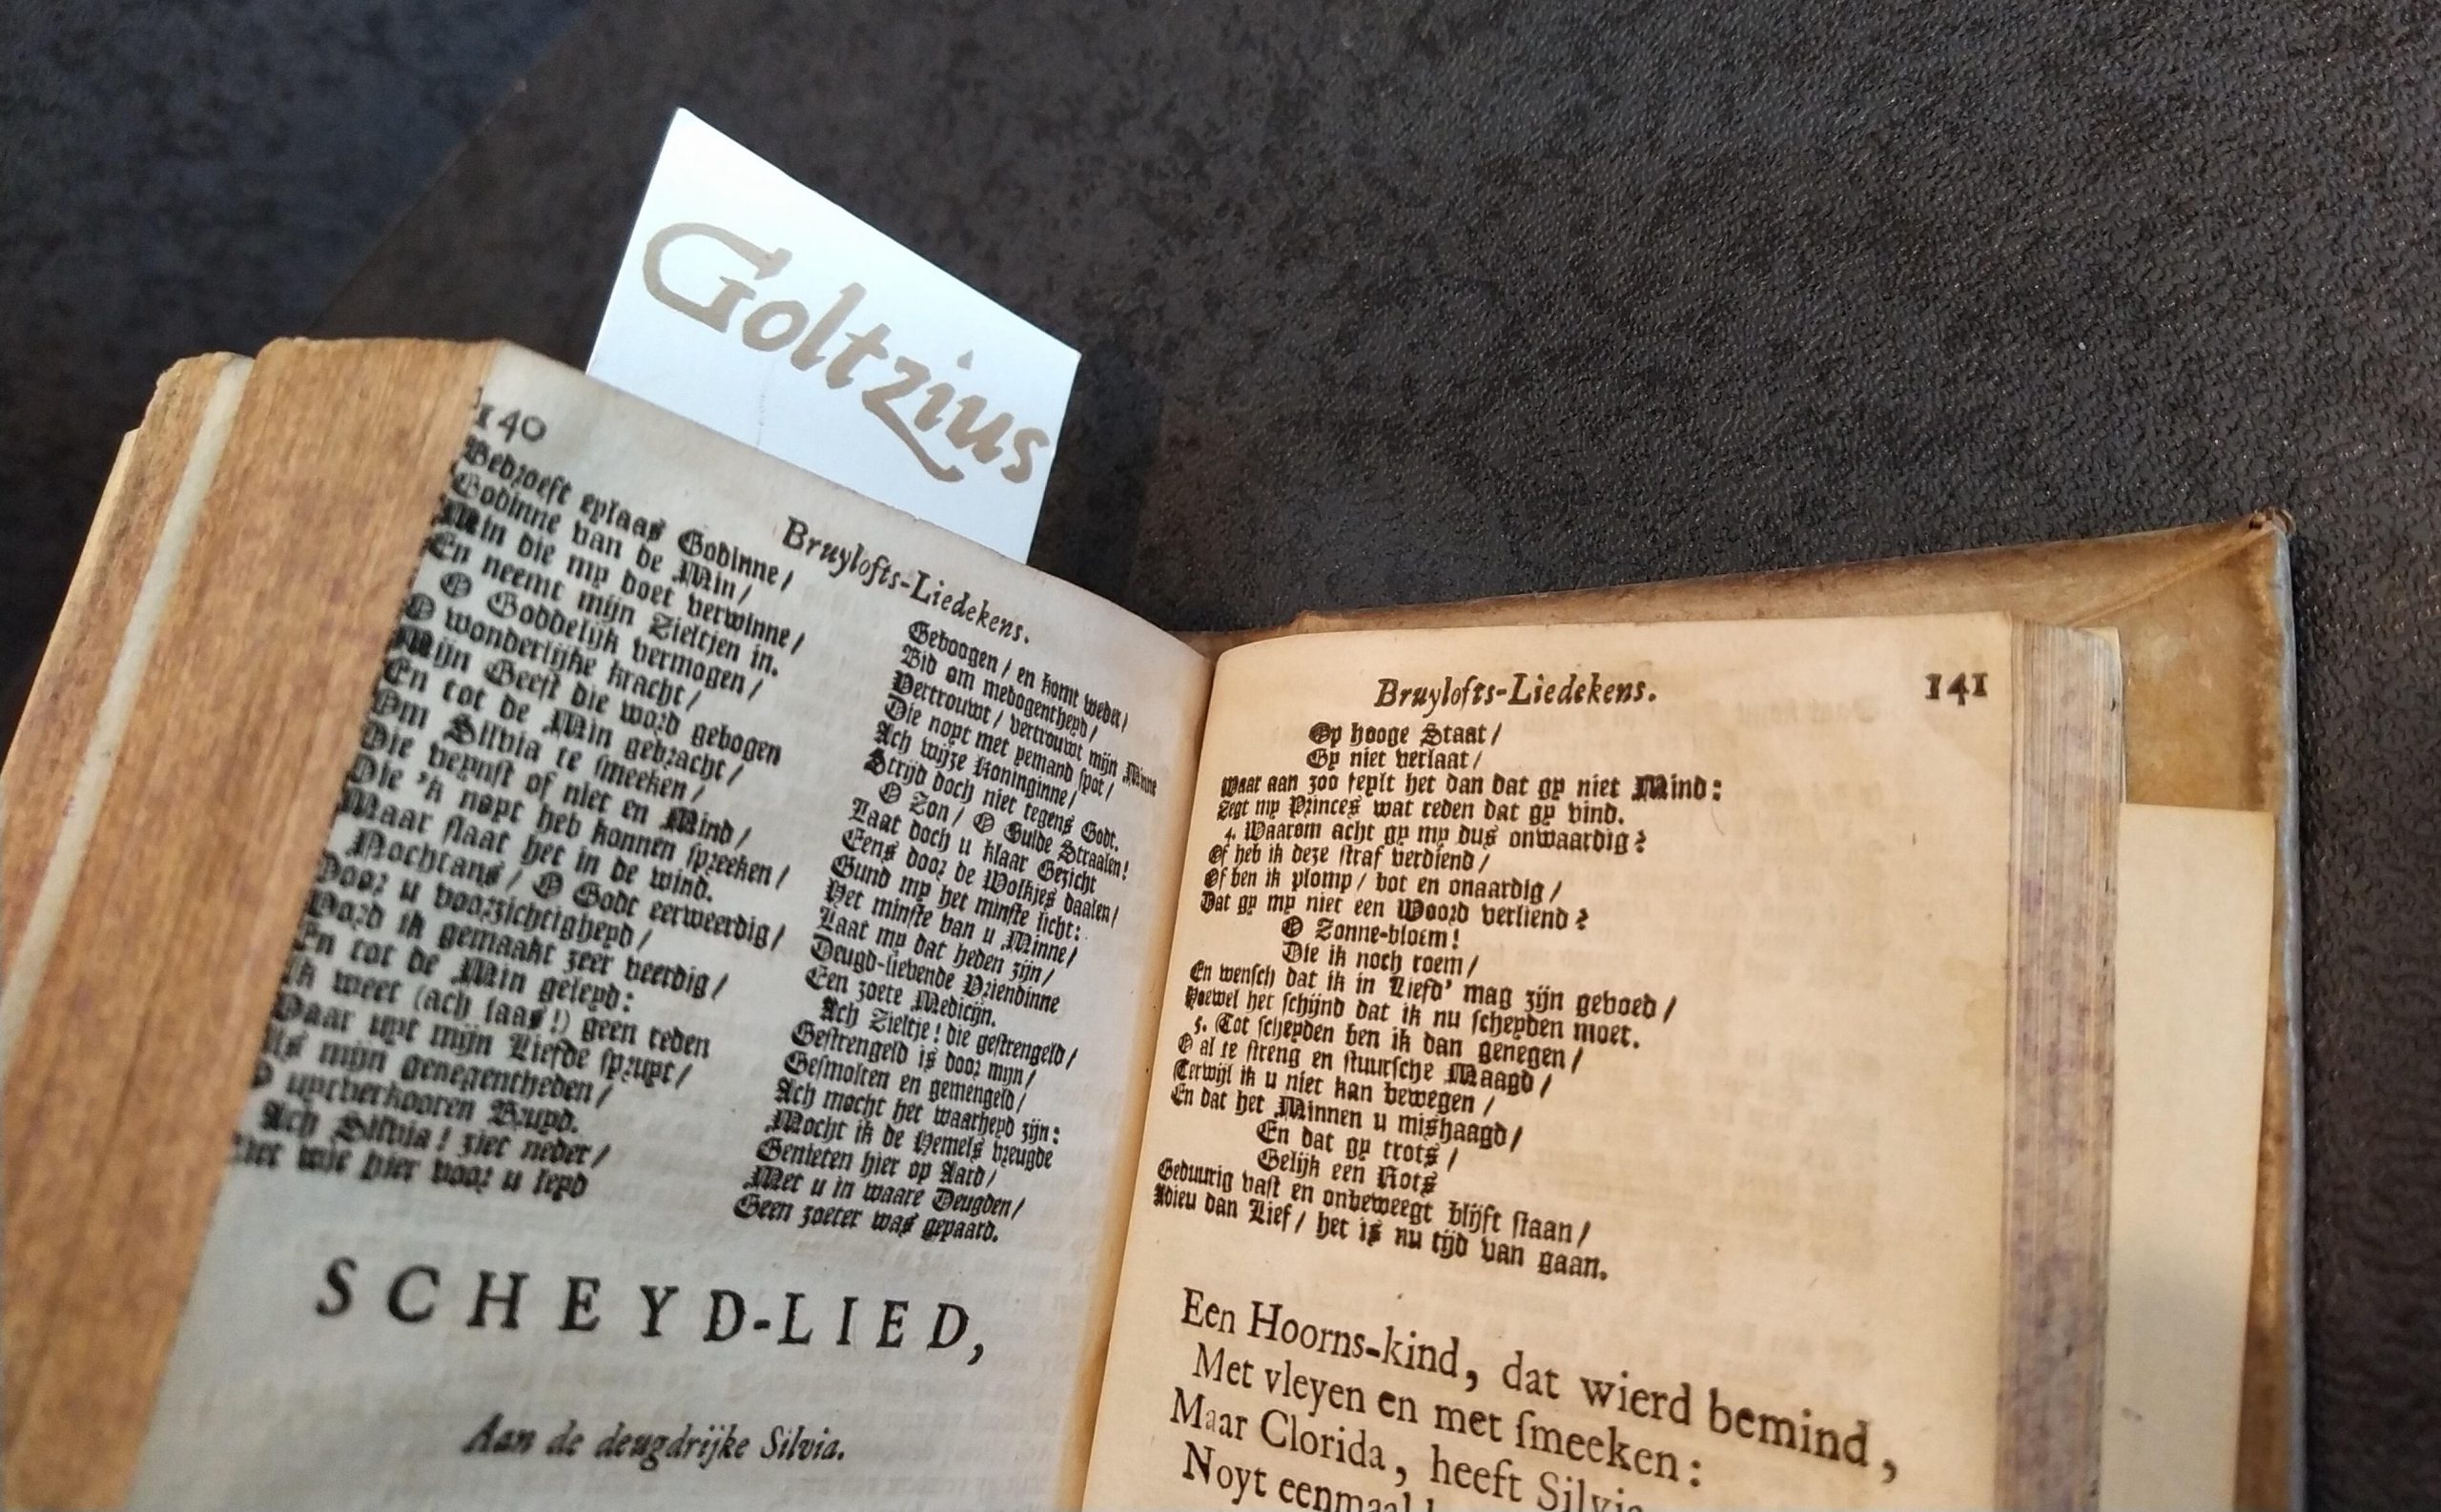 Goltzius
140
Bruylofts-Liedekens.
Bedroeft eylaas Godinne /
Godinne van de Min /
Min die my doet verwinne /
En neemt mijn Zieltjen in.
O Goddelijk vermogen /
O wonderlijke kracht /
Mijn Geest die word gebogen
En tot de Min gebracht /
Om Silvia te smeeken /
Die veynst of niet en Mind /
Die 'k noyt heb konnen spreeken /
Maar slaat het in de wind.
Nochtans / O Godt eerweerdig /
Door u voorzichtigheyd /
Word ik gemaakt zeer veerdig /
En tot de Min geleyd:
Ik weet (ach laas!) geen reden
Daar uyt mijn Liefde spruyt /
Als mijn genegentheden /
O uytverkooren Bruyd.
Ach Silvia! ziet neder /
Ziet wie hier voor u leyd
Geboogen / en komt weder /
Bid om medogentheyd /
Vertrouwt / vertrouwt mijn Minne
Die noyt met yemand spot /
Ach wijze Koninginne /
Strijd doch niet tegens Godt.
O Zon / O Gulde Straalen!
Laat doch u klaar Gezicht
Eens door de Wolkjes daalen /
Gund my het minste licht:
Het minste van u Minne /
Laat my dat heden zijn /
Deugd-lievende Vriendinne
Een zoete Medicijn.
Ach Zieltje! die gestrengeld /
Gestrengeld is door mijn /
Gesmolten en gemengeld /
Ach mocht het waarheyd zijn:
Mocht ik de Hemels vreugde
Genieten hier op Aard /
Met u in waare Deugden /
Geen zoeter was gepaard.
SCHEYD-LIED,
Aan de deugdrijke Silvia.
Bruylofts-Liedekens.
141
Op hooge Staat /
Gy niet verlaat /
Waar aan zoo feylt het dan dat gy niet Mind:
Zegt my Princes wat reden dat gy vind.
4. Waarom acht gy my dus onwaardig?
Of heb ik deze straf verdiend /
Of ben ik plomp / bot en onaardig /
Dat gy my niet een Woord verliend?
O Zonne-bloem!
Die ik noch roem /
En wensch dat ik in Liefd' mag zijn gevoed /
Hoewel het schijnd dat ik nu scheyden moet.
5. Tot scheyden ben ik dan genegen /
O al te streng en stuursche Maagd /
Terwijl ik u niet kan bewegen /
En dat het Minnen u mishaagd /
En dat gy trots /
Gelijk een Rots
Geduurig vast en onbeweegt blijft staan /
Adieu dan Lief / het is nu tijd van gaan.
Een Hoorns-kind, dat wierd bemind,
Met vleyen en met ſmeeken:
Maar Clorida, heeft Silvia
Noyt eenmaal